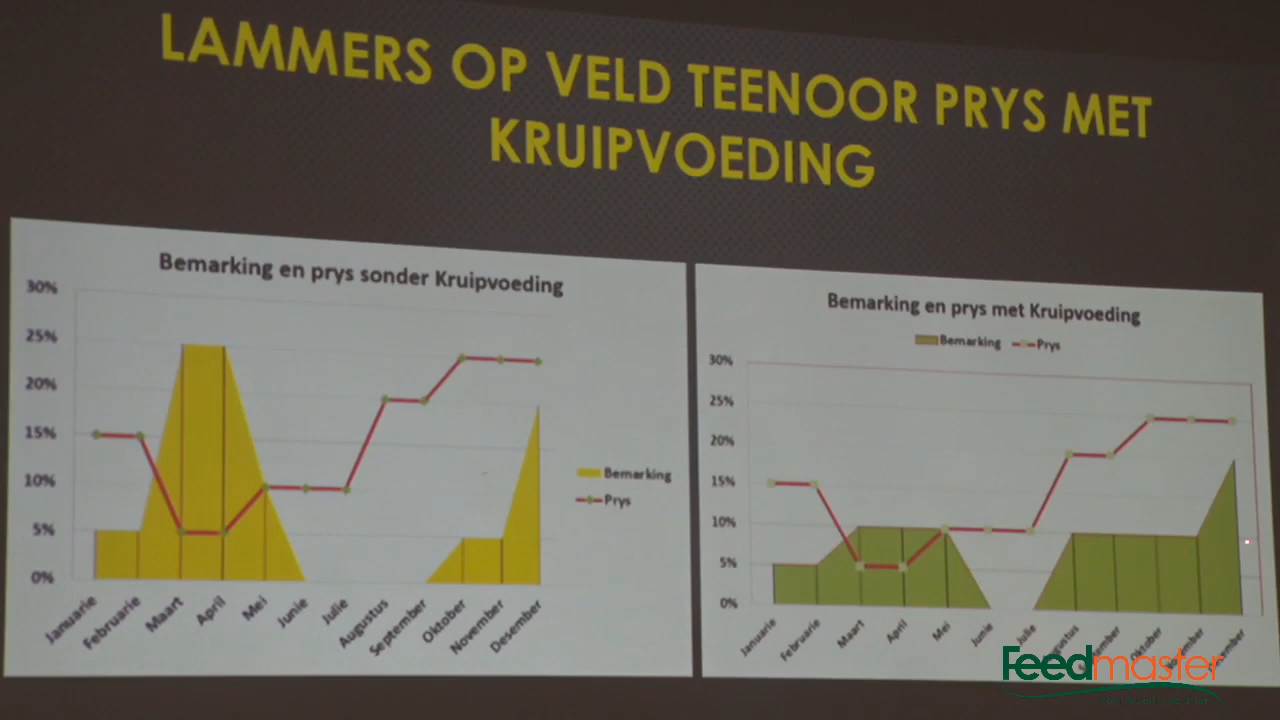 LAMMERS OP VELD TEENOOR PRYS MET
KRUIPVOEDING
Bemarking en prys sonder Kruipvoeding
30%
25%
20%
15%
10%
5%
0%
Januarie
Februarie
Maart
April
Mei
Junie
Julie
Augustus
September
Oktober
November
Desember
Bemarking
Prys
Bemarking en prys met Kruipvoeding
Bemarking
Prys
30%
25%
20%
15%
10%
5%
0%
Januarie
Februarie
Maart
April
Mei
Junie
Julie
Feedmaster